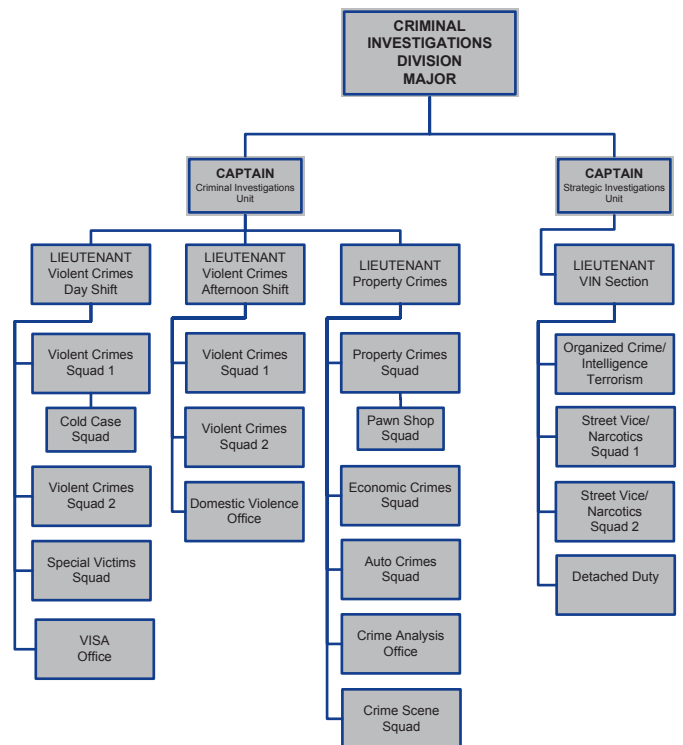 CRIMINAL
INVESTIGATIONS
DIVISION
MAJOR
CAPTAIN
Criminal Investigations
Unit
CAPTAIN
Strategic Investigations
Unit
LIEUTENANT
Violent Crimes
Day Shift
LIEUTENANT
Violent Crimes
Afternoon Shift
LIEUTENANT
Property Crimes
LIEUTENANT
VIN Section
Violent Crimes
Squad 1
Cold Case
Squad
Violent Crimes
Squad 2
Special Victims
Squad
VISA
Office
Violent Crimes
Squad 1
Violent Crimes
Squad 2
Domestic Violence
Office
Property Crimes
Squad
Pawn Shop
Squad
Economic Crimes
Squad
Auto Crimes
Squad
Crime Analysis
Office
Crime Scene
Squad
Organized Crime/
Intelligence
Terrorism
Street Vice/
Narcotics
Squad 1
Street Vice/
Narcotics
Squad 2
Detached Duty